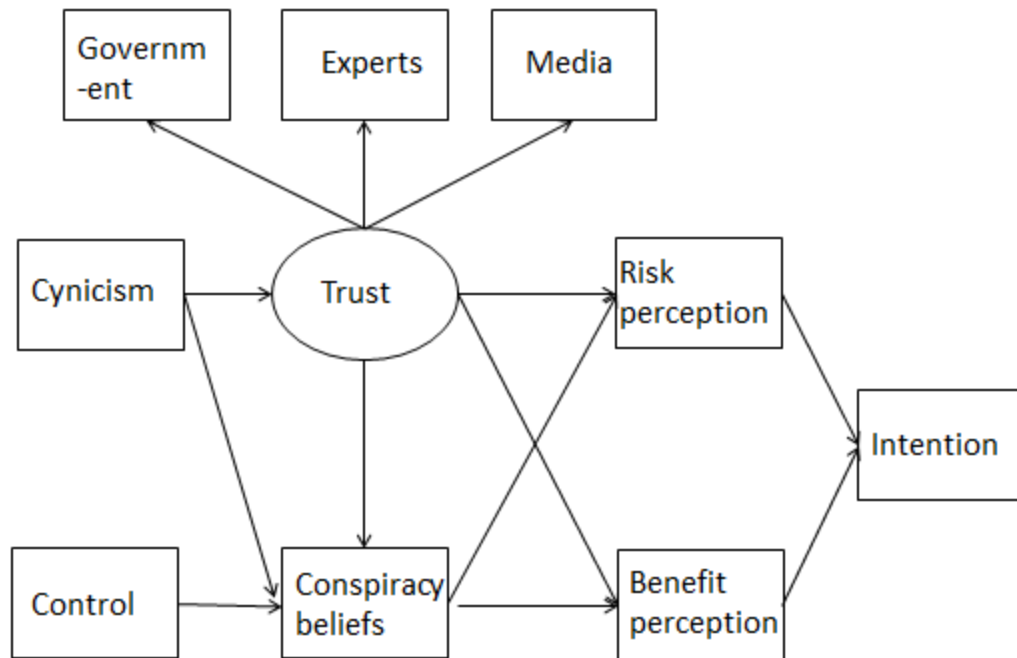 Governm
-ent
Experts
Media
Cynicism
Trust
Risk
perception
Intention
Control
Conspiracy
beliefs
Benefit
perception